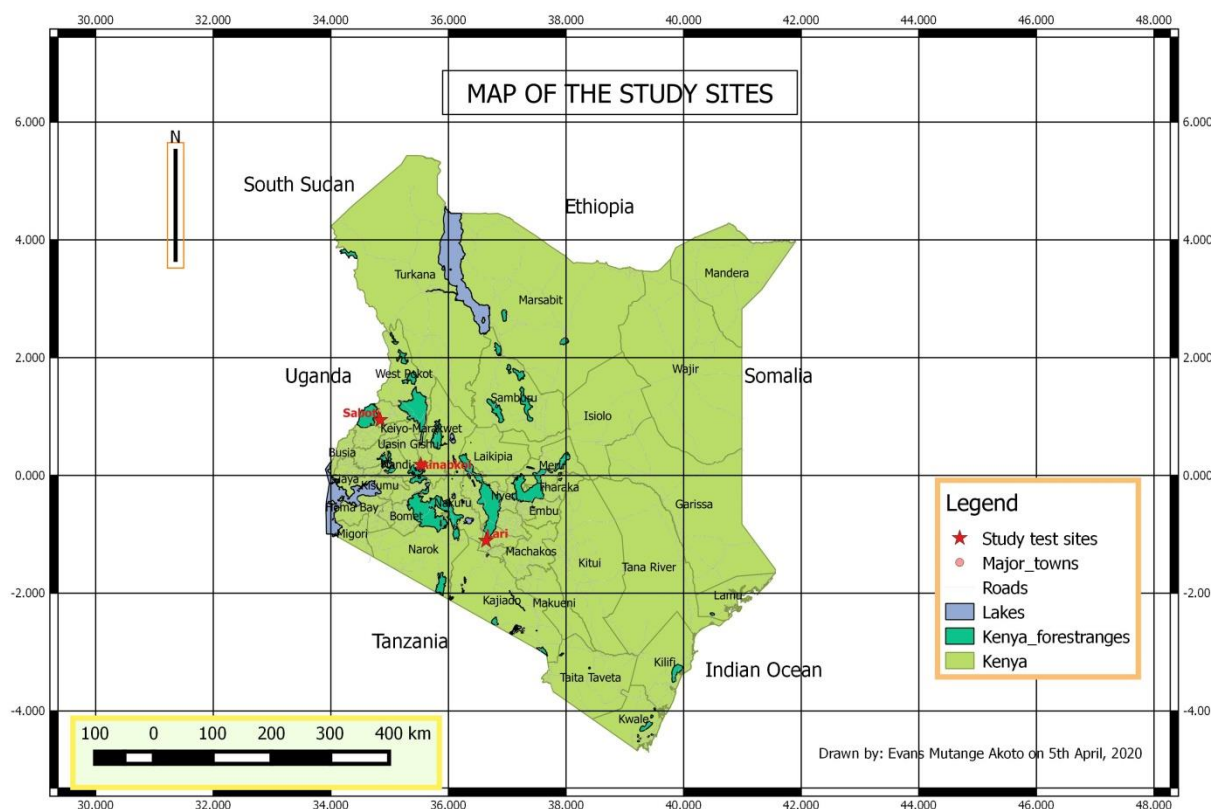 30.000 32.000 34.000 36.000 38.000 40.000 42.000 44.000 46.000 48.000
MAP OF THE STUDY SITES
6.000 6.000
N
South Sudan
Ethiopia
4.000 4.000
Turkana
Mandera
Marsabit
2.000 2.000
West Pokot
Wajir
Uganda
Somalia
Samburu
Isiolo
Keiyo-Marakwet
Uasin Gishu
Busia
Laikipia
Meru
0.000 0.000
Nandi
Kisumu
Tharaka
Nyeri
Garissa
Nakuru
Embu
Bomet
Migori
Narok
Machakos
Kitui
Tana River
Kajiado
Makueni
Lamu
-2.000 -2.000
Tanzania
Kilifi
Indian Ocean
Taita Taveta
Kwale
-4.000 -4.000
Legend
Study test sites
Major_towns
Roads
Lakes
Kenya_forestranges
Kenya
100 0 100 200 300 400 km
Drawn by: Evans Mutange Akoto on 5th April, 2020
30.000 32.000 34.000 36.000 38.000 40.000 42.000 44.000 46.000 48.000